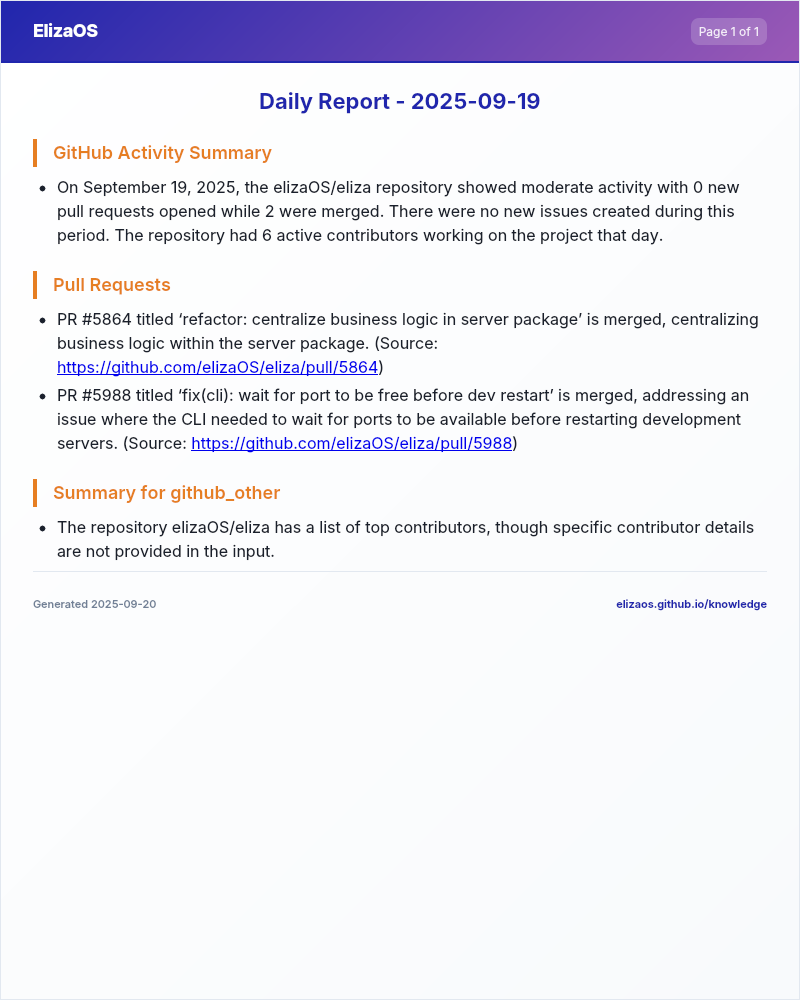 ElizaOS
Page 1 of 1
Daily Report - 2025-09-19
GitHub Activity Summary
• On September 19, 2025, the elizaOS/eliza repository showed moderate activity with 0 new
pull requests opened while 2 were merged. There were no new issues created during this
period. The repository had 6 active contributors working on the project that day.
Pull Requests
• PR #5864 titled ‘refactor: centralize business logic in server package’ is merged, centralizing
business logic within the server package. (Source:
https://github.com/elizaOS/eliza/pull/5864)
• PR #5988 titled ‘fix(cli): wait for port to be free before dev restart’ is merged, addressing an
issue where the CLI needed to wait for ports to be available before restarting development
servers. (Source: https://github.com/elizaOS/eliza/pull/5988)
Summary for github_other
• The repository elizaOS/eliza has a list of top contributors, though specific contributor details
are not provided in the input.
Generated 2025-09-20
elizaos.github.io/knowledge